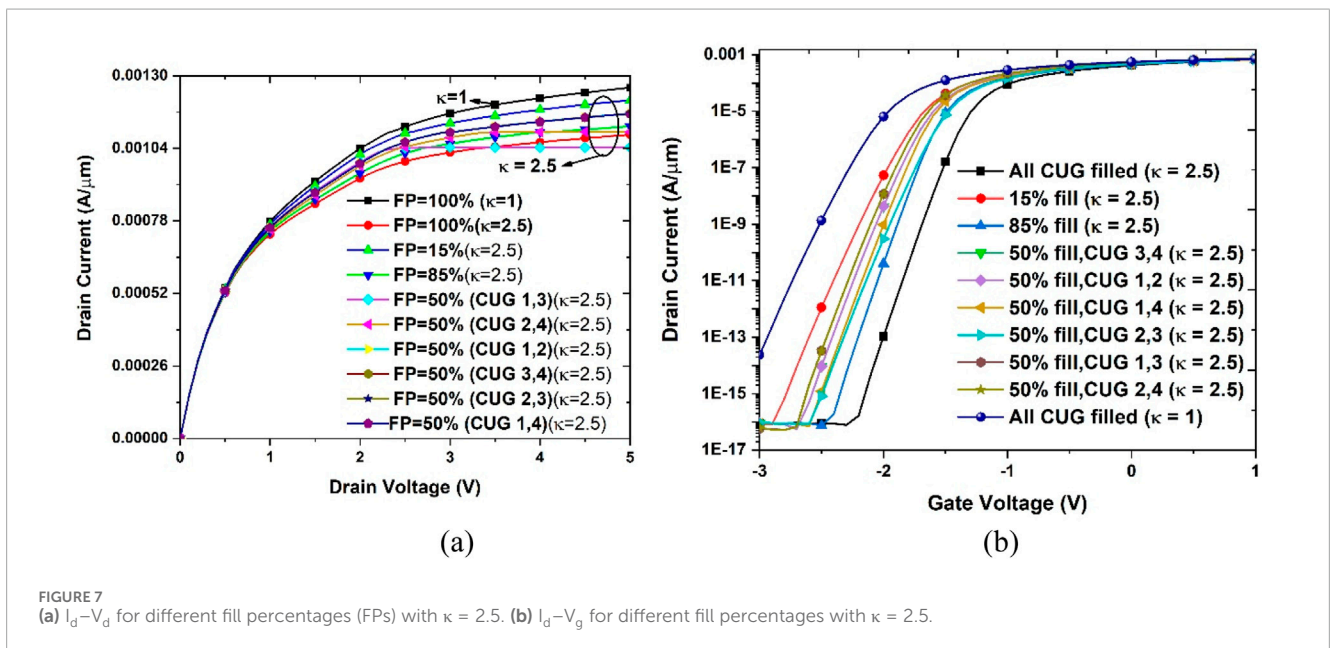 0.00130
0.00104
0.00078
0.00052
0.00026
0.00000
Drain Current (A/μm)
κ=1
κ = 2.5
FP=100% (κ=1)
FP=100%(κ=2.5)
FP=15%(κ=2.5)
FP=85%(κ=2.5)
FP=50% (CUG 1,3)(κ=2.5)
FP=50% (CUG 2,4)(κ=2.5)
FP=50% (CUG 1,2)(κ=2.5)
FP=50% (CUG 3,4)(κ=2.5)
FP=50% (CUG 2,3)(κ=2.5)
FP=50% (CUG 1,4)(κ=2.5)
0 1 2 3 4 5
Drain Voltage (V)
(a)
0.001
1E-5
1E-7
1E-9
1E-11
1E-13
1E-15
1E-17
Drain Current (A/μm)
All CUG filled (κ = 2.5)
15% fill (κ = 2.5)
85% fill (κ = 2.5)
50% fill,CUG 3,4 (κ = 2.5)
50% fill,CUG 1,2 (κ = 2.5)
50% fill,CUG 1,4 (κ = 2.5)
50% fill,CUG 2,3 (κ = 2.5)
50% fill,CUG 1,3 (κ = 2.5)
50% fill,CUG 2,4 (κ = 2.5)
All CUG filled (κ = 1)
-3 -2 -1 0 1
Gate Voltage (V)
(b)
FIGURE 7
(a) Id–Vd for different fill percentages (FPs) with κ = 2.5. (b) Id–Vg for different fill percentages with κ = 2.5.